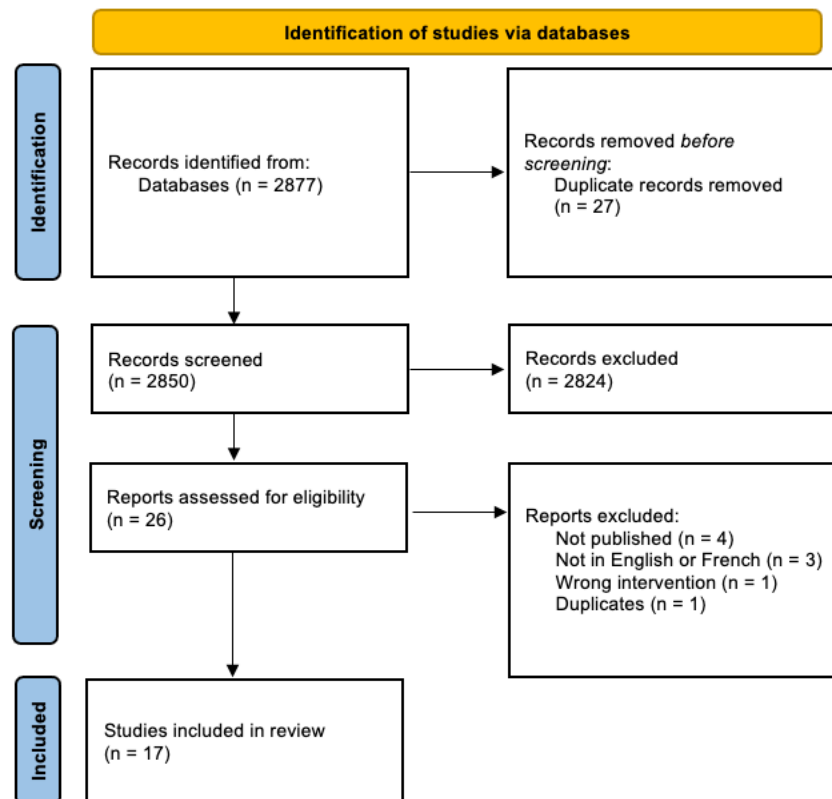 Identification of studies via databases
Identification
Records identified from:
Databases (n = 2877)
Records removed before
screening:
Duplicate records removed
(n = 27)
Screening
Records screened
(n = 2850)
Records excluded
(n = 2824)
Reports assessed for eligibility
(n = 26)
Reports excluded:
Not published (n = 4)
Not in English or French (n = 3)
Wrong intervention (n = 1)
Duplicates (n = 1)
Included
Studies included in review
(n = 17)